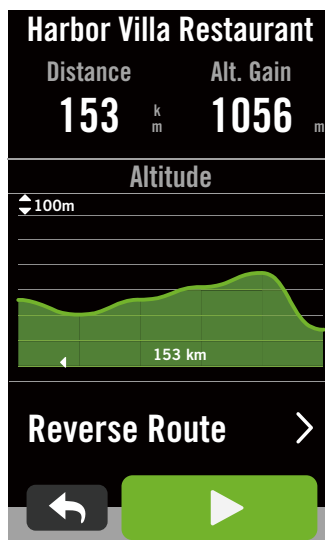 Harbor Villa Restaurant
Distance Alt. Gain
153 km 1056 m
Altitude
100m
153 km
Reverse Route